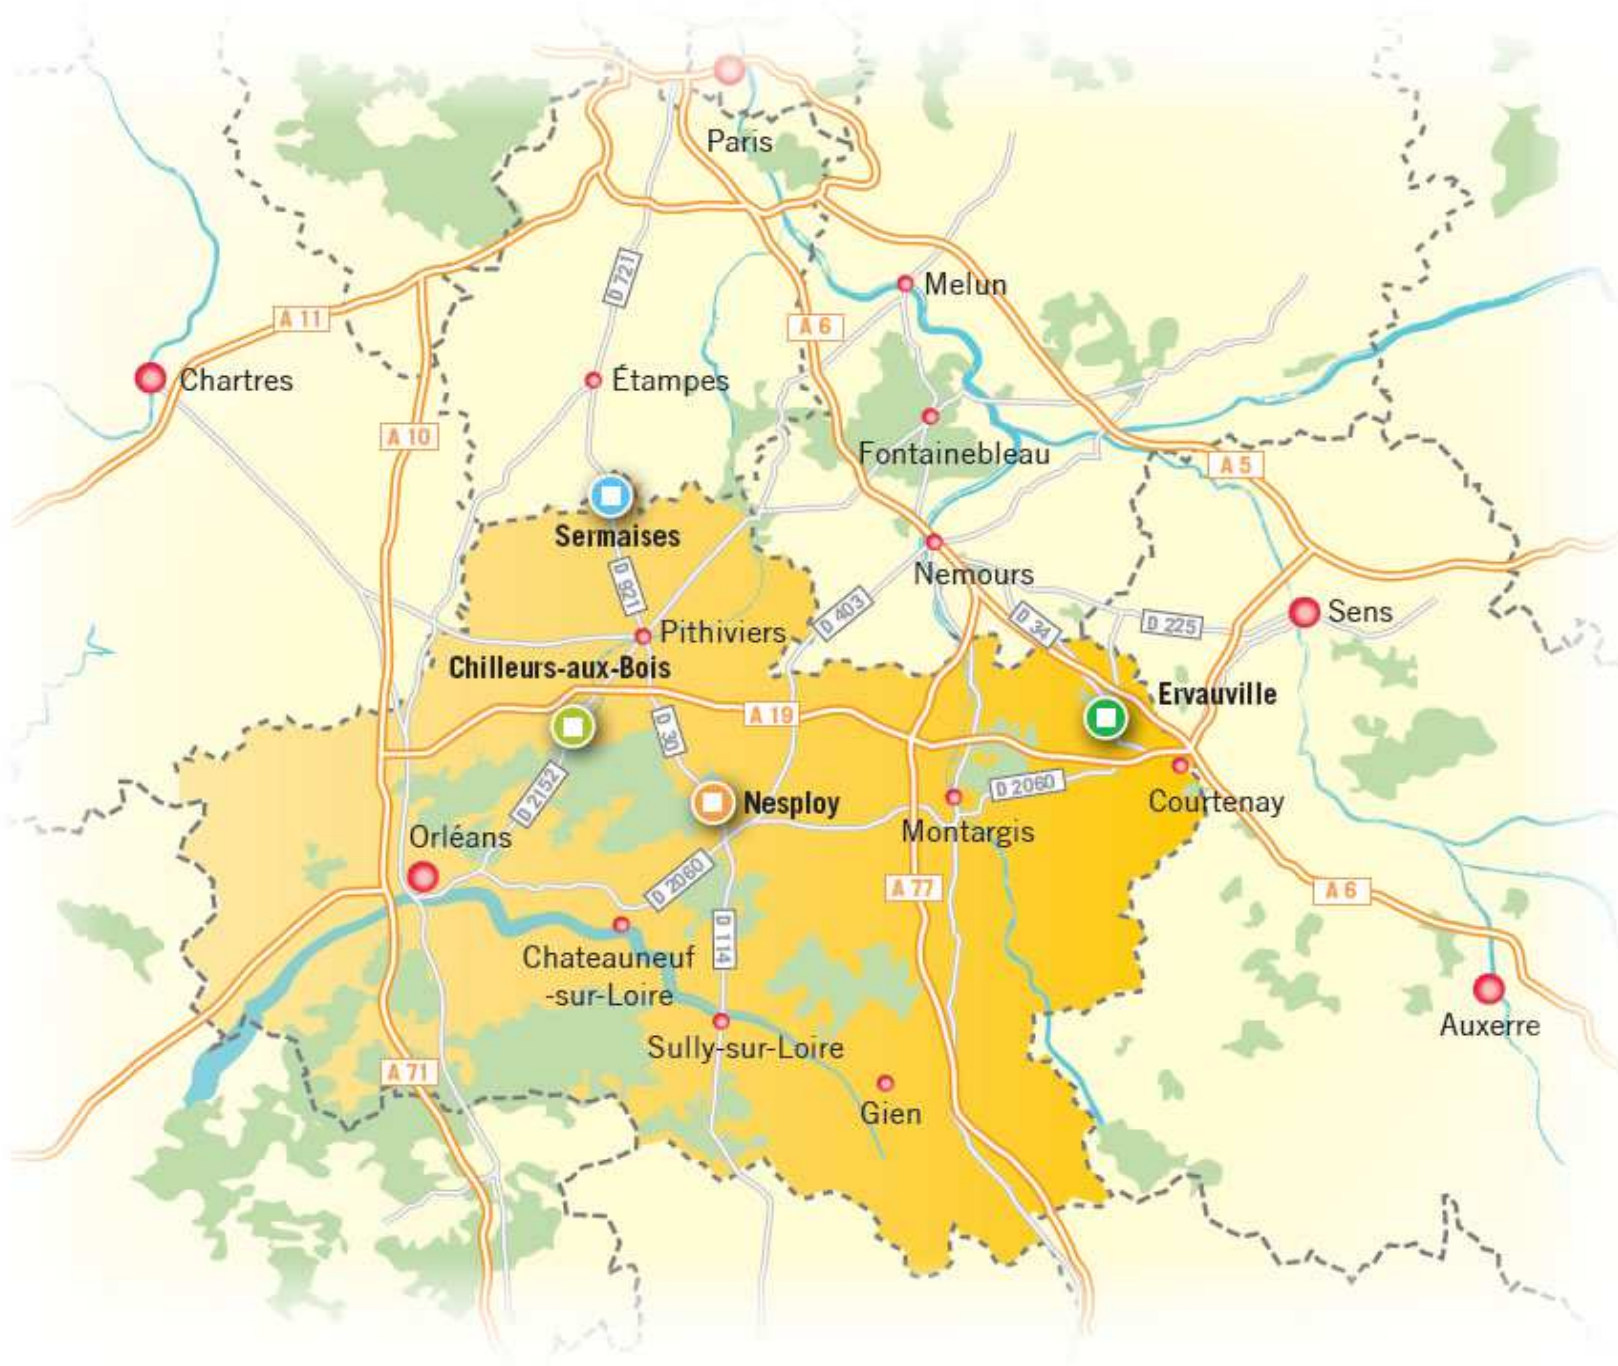 Paris
D 721
Melun
A 11
A 6
Étampes
Chartres
A 10
Fontainebleau
A 5
Sermaises
D 921
Nemours
D 403
D 34
D 225
Sens
Pithiviers
Chilleurs-aux-Bois
Ervauville
A 19
D 30
D 2152
D 2060
Nesploy
Courtenay
Orléans
Montargis
D 2060
A 77
A 6
D 114
Chateauneuf
-sur-Loire
Auxerre
Sully-sur-Loire
A 71
Gien